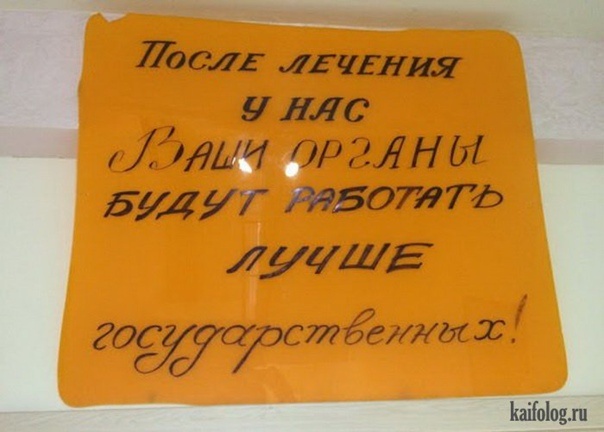 После лечения
у нас
Ваши органы
будут работать
лучше
государственных!
kaifolog.ru